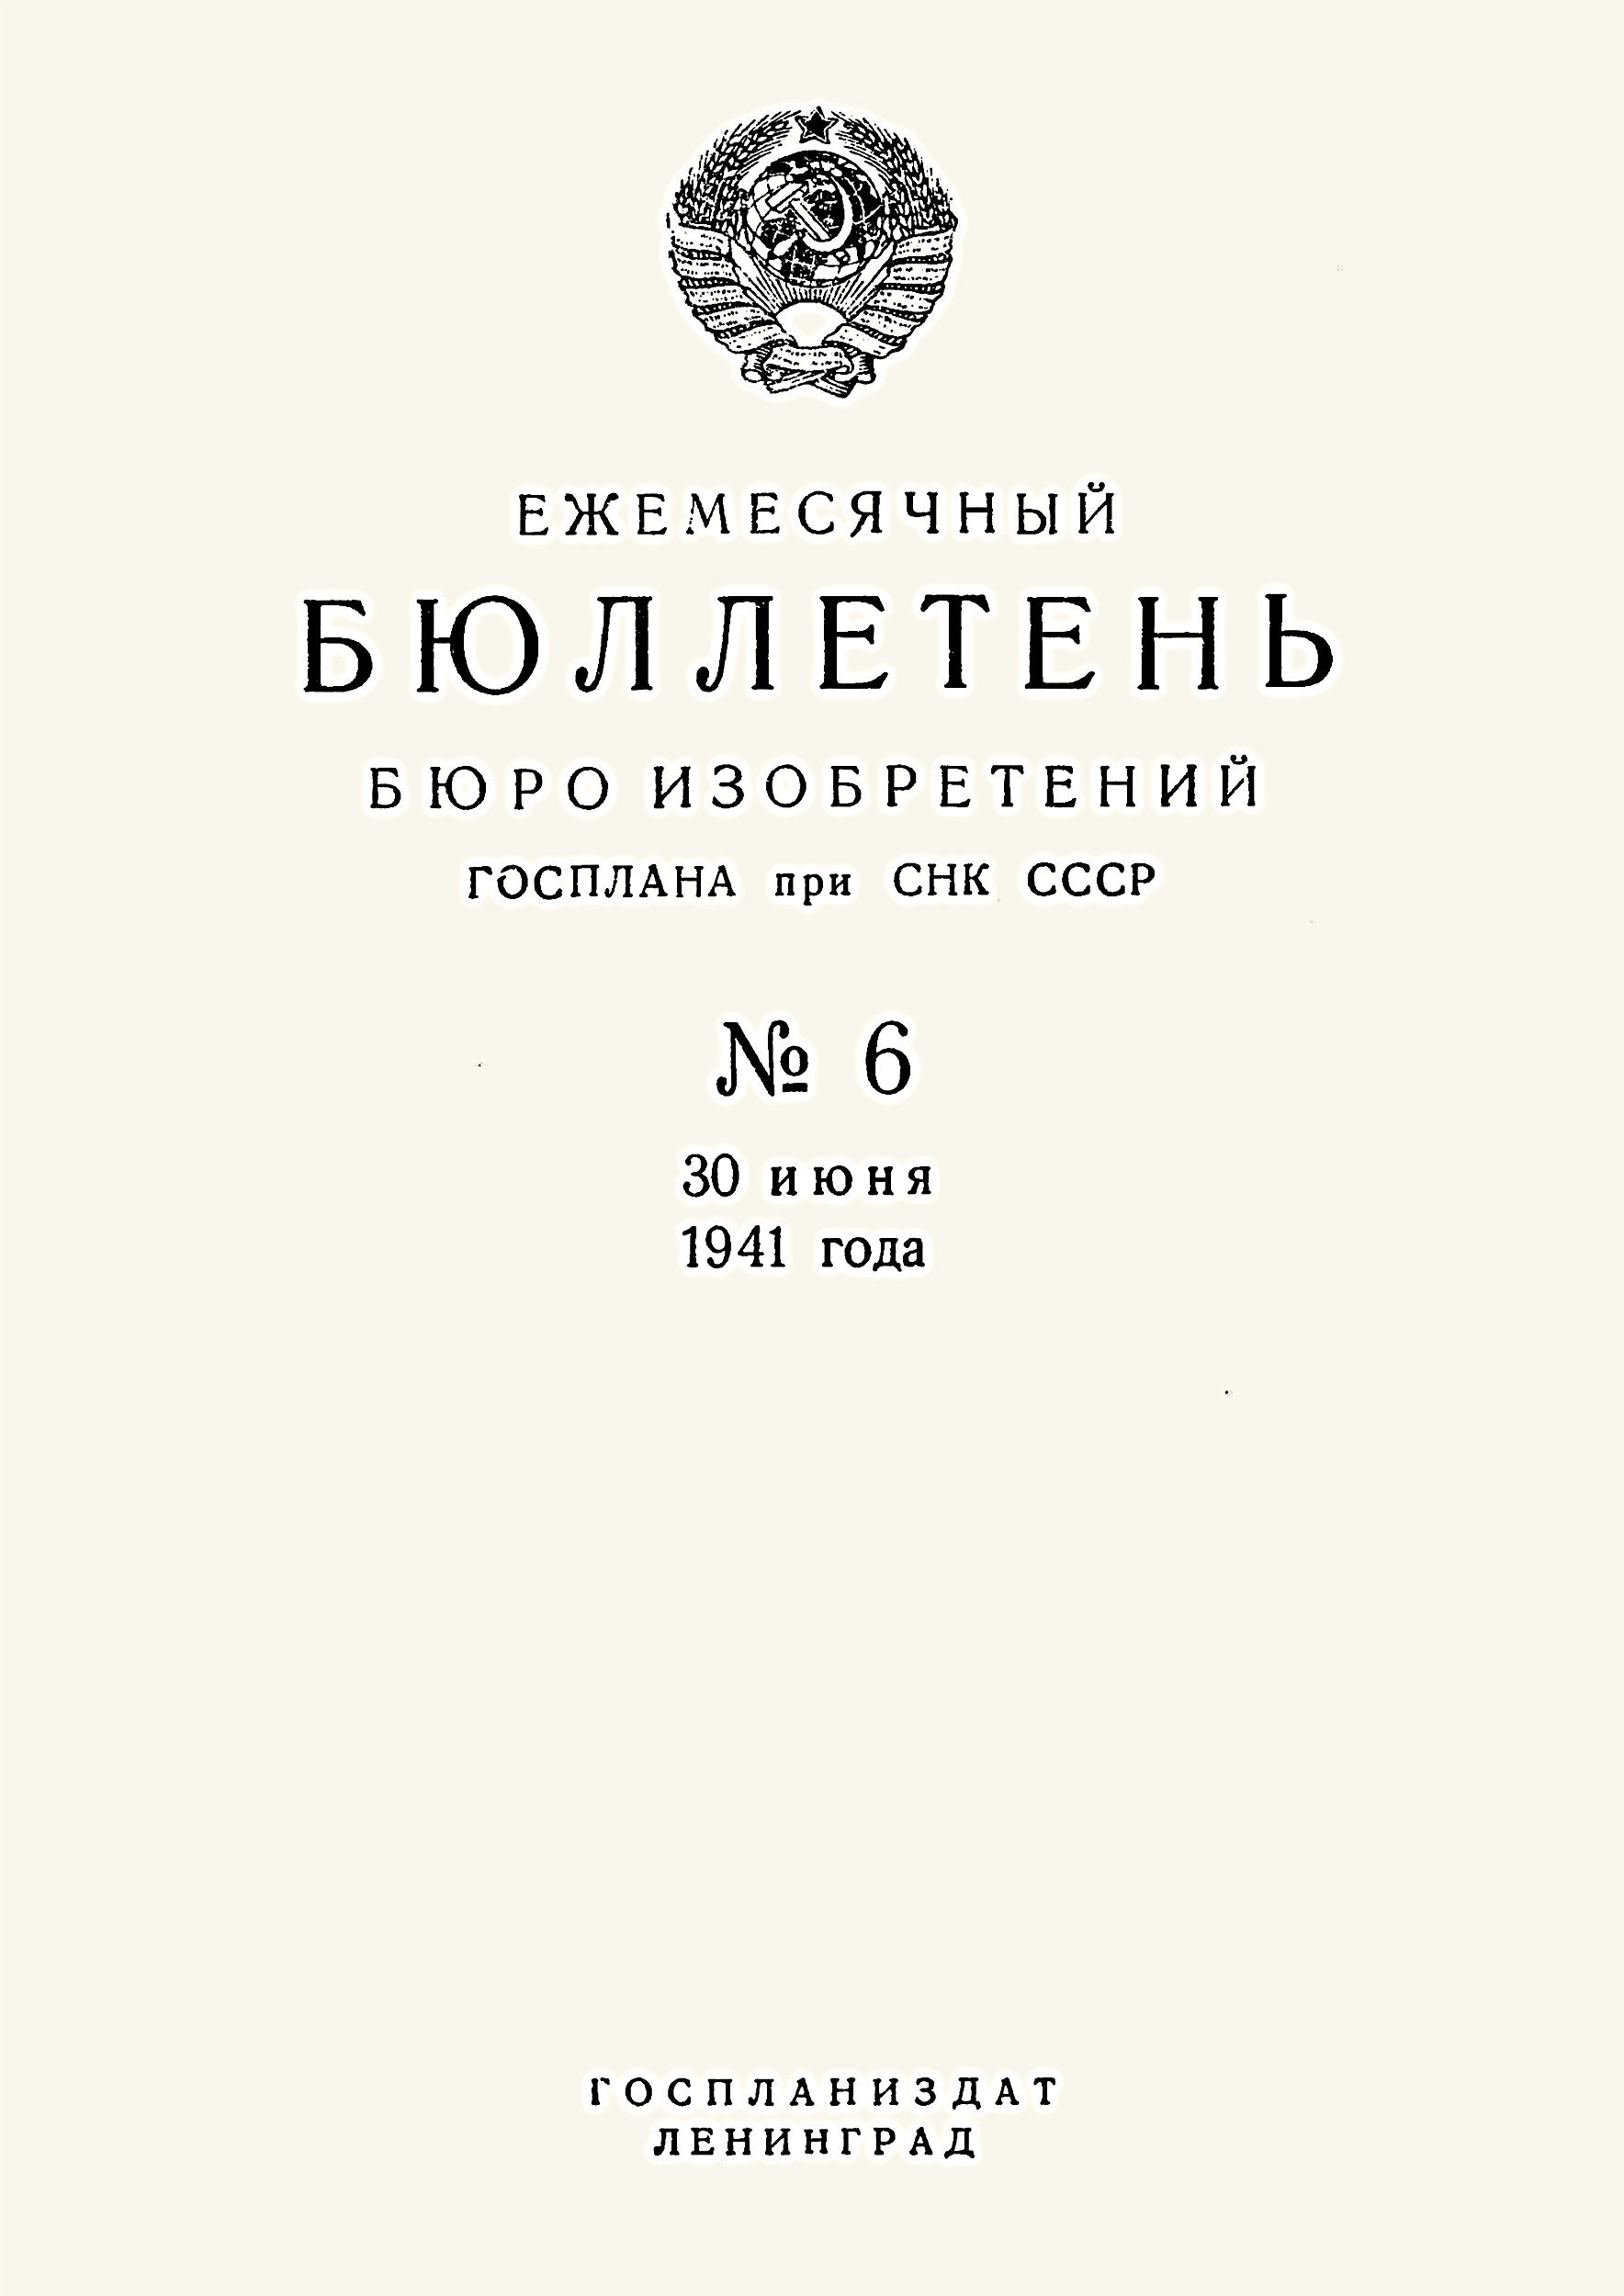 ЕЖЕМЕСЯЧНЫЙ
БЮЛЛЕТЕНЬ
БЮРО ИЗОБРЕТЕНИЙ
ГОСПЛАНА при СНК СССР
№ 6
30 июня
1941 года
ГОСПЛАНИЗДАТ
ЛЕНИНГРАД